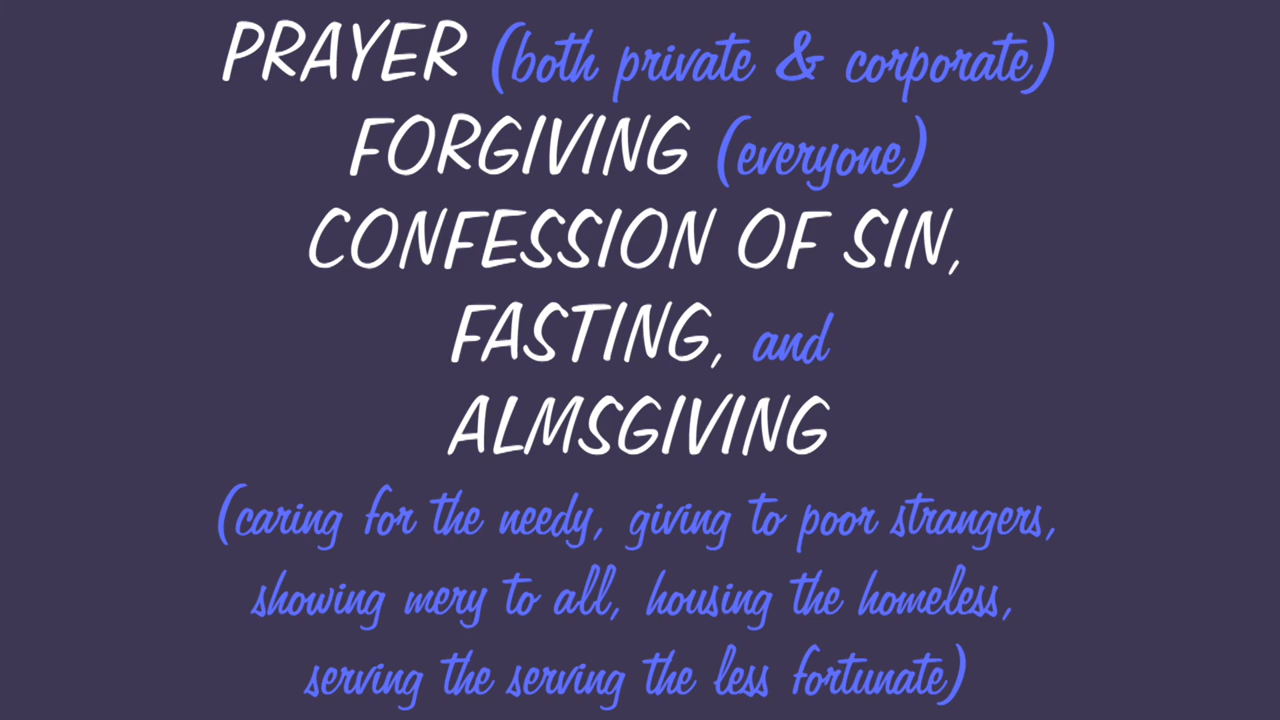 PRAYER (both private & corporate)
FORGIVING (everyone)
CONFESSION OF SIN,
FASTING, and
ALMSGIVING
(caring for the needy, giving to poor strangers,
showing mery to all, housing the homeless,
serving the serving the less fortunate)